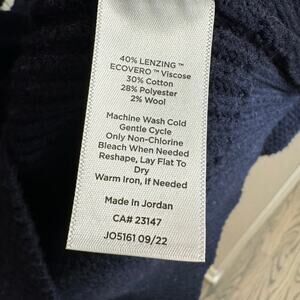 40% LENZING™
ECOVERO™ Viscose
30% Cotton
28% Polyester
2% Wool
Machine Wash Cold
Gentle Cycle
Only Non-Chlorine
Bleach When Needed
Reshape, Lay Flat To
Dry
Warm Iron, If Needed
Made In Jordan
CA# 23147
JO5161 09/22